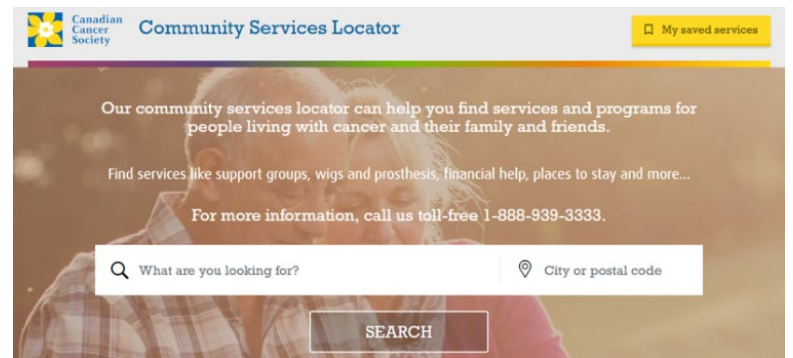 Canadian
Cancer
Society
Community Services Locator
My saved services
Our community services locator can help you find services and programs for
people living with cancer and their family and friends.
Find services like support groups, wigs and prosthesis, financial help, places to stay and more...
For more information, call us toll-free 1-888-939-3333.
What are you looking for?
City or postal code
SEARCH